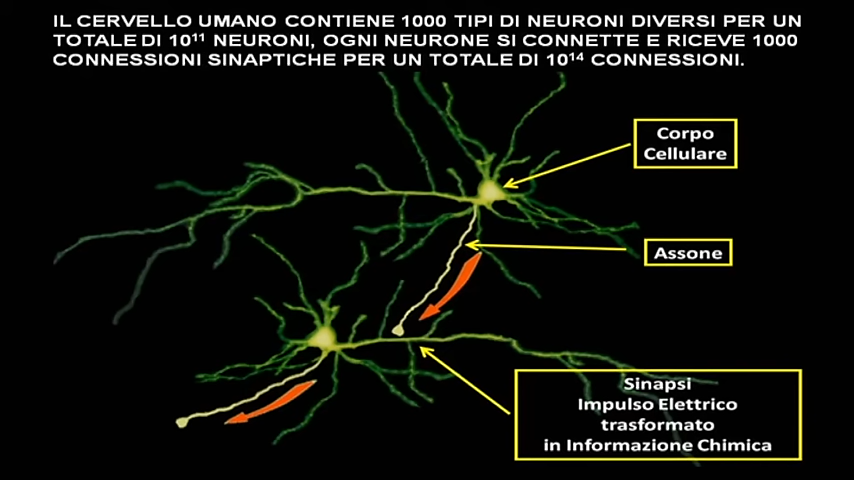 IL CERVELLO UMANO CONTIENE 1000 TIPI DI NEURONI DIVERSI PER UN
TOTALE DI 10¹¹ NEURONI, OGNI NEURONE SI CONNETTE E RICEVE 1000
CONNESSIONI SINAPTICHE PER UN TOTALE DI 10¹⁴ CONNESSIONI.
Corpo
Cellulare
Assone
Sinapsi
Impulso Elettrico
trasformato
in Informazione Chimica